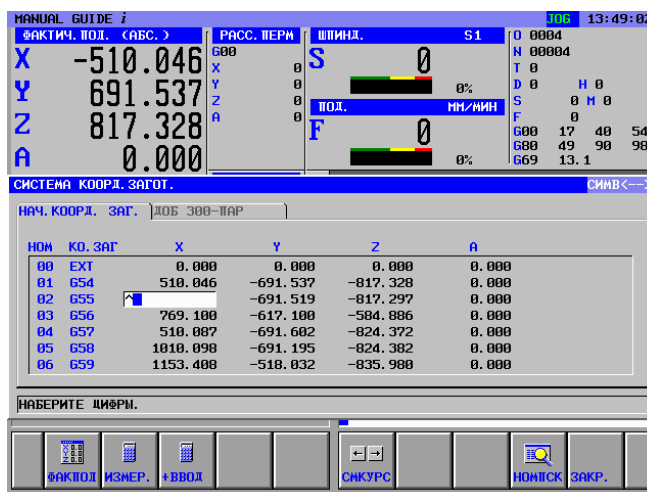 MANUAL GUIDE i JOG 13:49:02
ФАКТИЧ. ПОЛ. (АБС.) РАСС. ПЕРМ ШПИНД. S1 O 0004
X -510.046 G00 S 0 N 00004
X 0 T 0
Y 691.537 Y 0 0% D 0 H 0
Z 0 ПОД. ММ/МИН S 0 M 0
Z 817.328 A 0 F 0 F 0
G00 17 40 54
G80 49 90 98
A 0.000 0% G69 13.1
СИСТЕМА КООРД. ЗАГОТ. СИМВ<-->
НАЧ. КООРД. ЗАГ. ДОБ 300-ПАР
НОМ КО. ЗАГ X Y Z A
00 EXT 0.000 0.000 0.000 0.000
01 G54 510.046 -691.537 -817.328 0.000
02 G55 ^ -691.519 -817.297 0.000
03 G56 769.100 -617.100 -584.886 0.000
04 G57 510.087 -691.602 -824.372 0.000
05 G58 1010.098 -691.195 -824.382 0.000
06 G59 1153.408 -518.032 -835.980 0.000
НАБЕРИТЕ ЦИФРЫ.
ФАКПОЛ ИЗМЕР. +ВВОД СМКУРС НОМПСК ЗАКР.